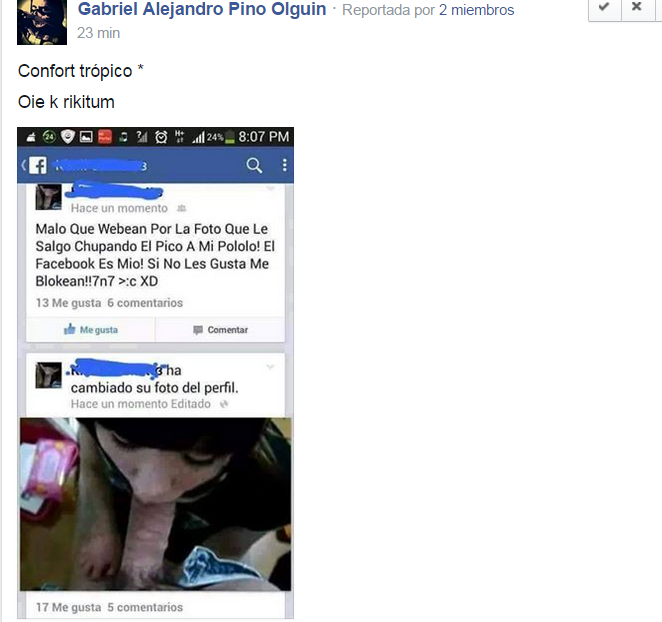 Gabriel Alejandro Pino Olguin · Reportada por 2 miembros
23 min
Confort trópico *
Oie k rikitum
24% 8:07 PM
Hace un momento
Malo Que Webean Por La Foto Que Le
Salgo Chupando El Pico A Mi Pololo! El
Facebook Es Mio! Si No Les Gusta Me
Blokean!!7n7 >:c XD
13 Me gusta 6 comentarios
Me gusta
Comentar
ha
cambiado su foto del perfil.
Hace un momento Editado
17 Me gusta 5 comentarios